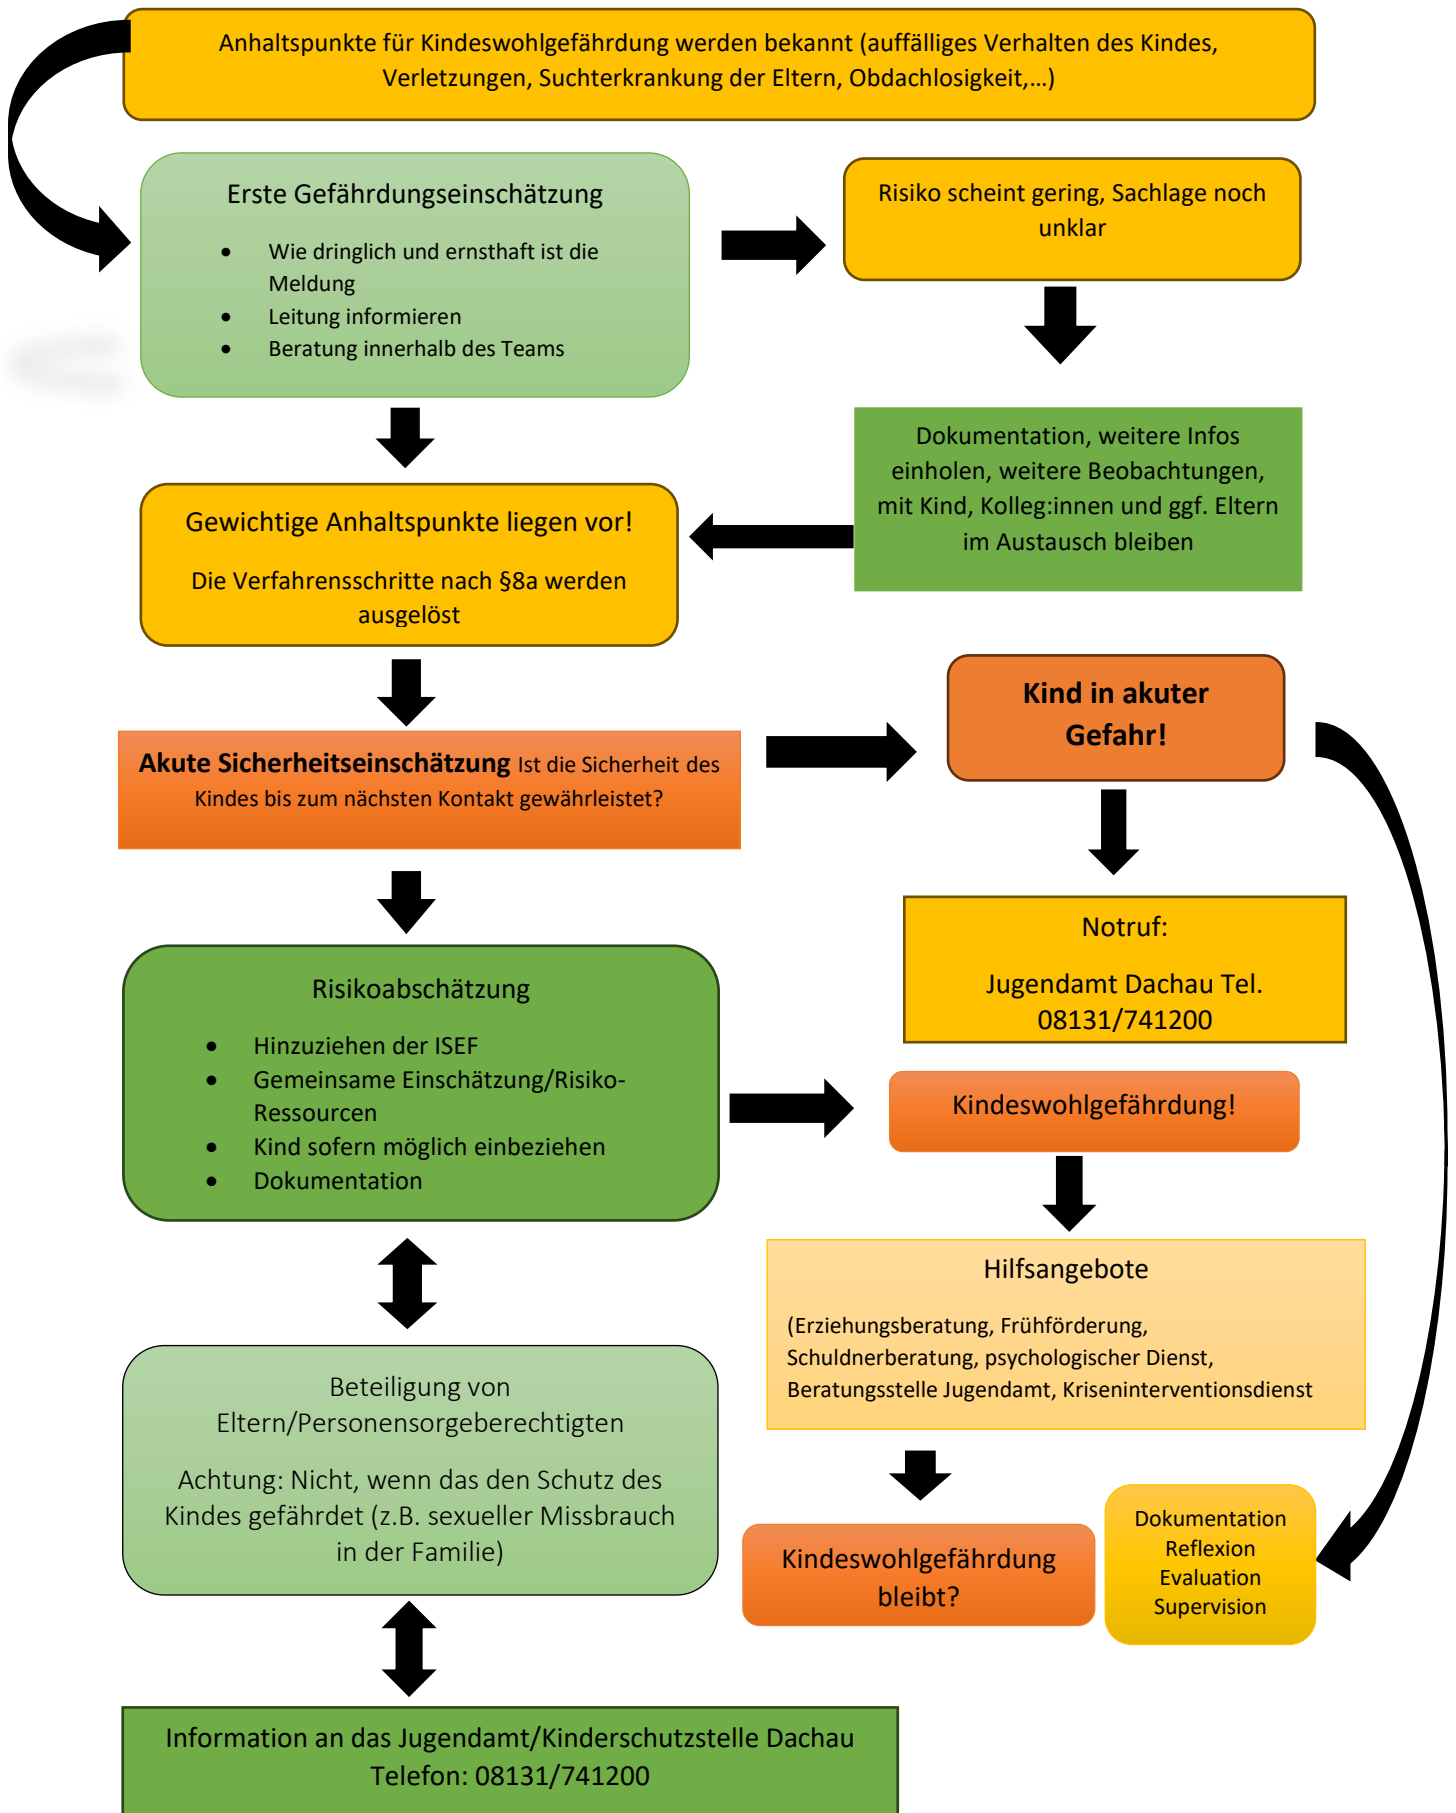 Anhaltspunkte für Kindeswohlgefährdung werden bekannt (auffälliges Verhalten des Kindes,
Verletzungen, Suchterkrankung der Eltern, Obdachlosigkeit,…)
Erste Gefährdungseinschätzung
• Wie dringlich und ernsthaft ist die
Meldung
• Leitung informieren
• Beratung innerhalb des Teams
Risiko scheint gering, Sachlage noch
unklar
Dokumentation, weitere Infos
einholen, weitere Beobachtungen,
mit Kind, Kolleg:innen und ggf. Eltern
im Austausch bleiben
Gewichtige Anhaltspunkte liegen vor!
Die Verfahrensschritte nach §8a werden
ausgelöst
Akute Sicherheitseinschätzung Ist die Sicherheit des
Kindes bis zum nächsten Kontakt gewährleistet?
Kind in akuter
Gefahr!
Notruf:
Jugendamt Dachau Tel.
08131/741200
Risikoabschätzung
• Hinzuziehen der ISEF
• Gemeinsame Einschätzung/Risiko-
Ressourcen
• Kind sofern möglich einbeziehen
• Dokumentation
Kindeswohlgefährdung!
Hilfsangebote
(Erziehungsberatung, Frühförderung,
Schuldnerberatung, psychologischer Dienst,
Beratungsstelle Jugendamt, Kriseninterventionsdienst
Beteiligung von
Eltern/Personensorgeberechtigten
Achtung: Nicht, wenn das den Schutz des
Kindes gefährdet (z.B. sexueller Missbrauch
in der Familie)
Kindeswohlgefährdung
bleibt?
Dokumentation
Reflexion
Evaluation
Supervision
Information an das Jugendamt/Kinderschutzstelle Dachau
Telefon: 08131/741200